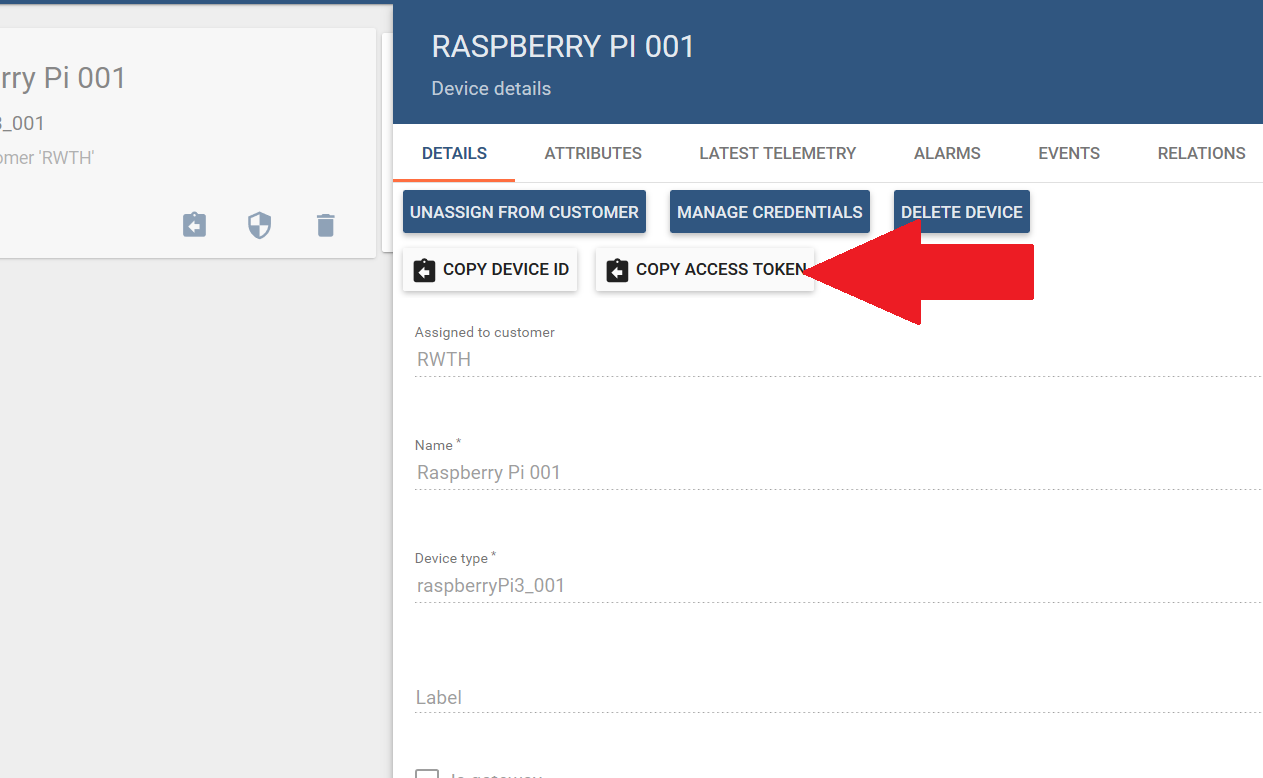 rry Pi 001
3_001
omer 'RWTH'
RASPBERRY PI 001
Device details
DETAILS ATTRIBUTES LATEST TELEMETRY ALARMS EVENTS RELATIONS
UNASSIGN FROM CUSTOMER MANAGE CREDENTIALS DELETE DEVICE
COPY DEVICE ID COPY ACCESS TOKEN
Assigned to customer
RWTH
Name *
Raspberry Pi 001
Device type *
raspberryPi3_001
Label
Is gateway